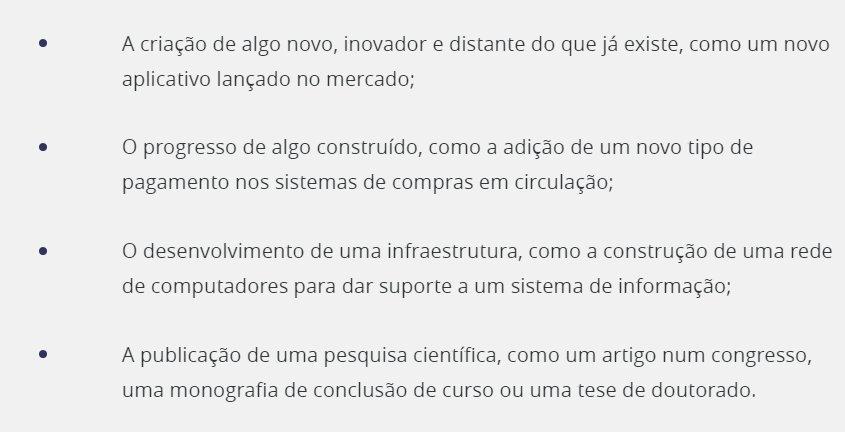 • A criação de algo novo, inovador e distante do que já existe, como um novo
aplicativo lançado no mercado;
• O progresso de algo construído, como a adição de um novo tipo de
pagamento nos sistemas de compras em circulação;
• O desenvolvimento de uma infraestrutura, como a construção de uma rede
de computadores para dar suporte a um sistema de informação;
• A publicação de uma pesquisa científica, como um artigo num congresso,
uma monografia de conclusão de curso ou uma tese de doutorado.